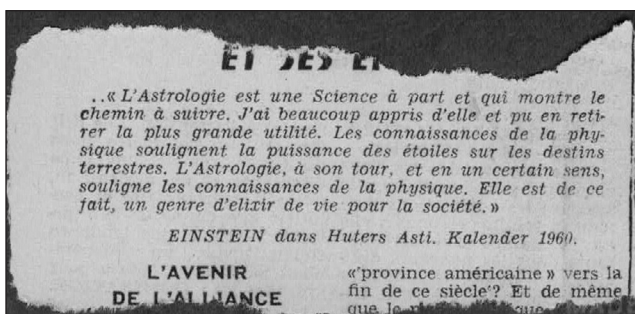 ..« L'Astrologie est une Science à part et qui montre le
chemin à suivre. J'ai beaucoup appris d'elle et pu en reti-
rer la plus grande utilité. Les connaissances de la phy-
sique soulignent la puissance des étoiles sur les destins
terrestres. L'Astrologie, à son tour, et en un certain sens,
souligne les connaissances de la physique. Elle est de ce
fait, un genre d'elixir de vie pour la société. »
EINSTEIN dans Huters Asti. Kalender 1960.
L'AVENIR
DE L'ALLIANCE
«'province américaine » vers la
fin de ce siècle'? Et de même
que le